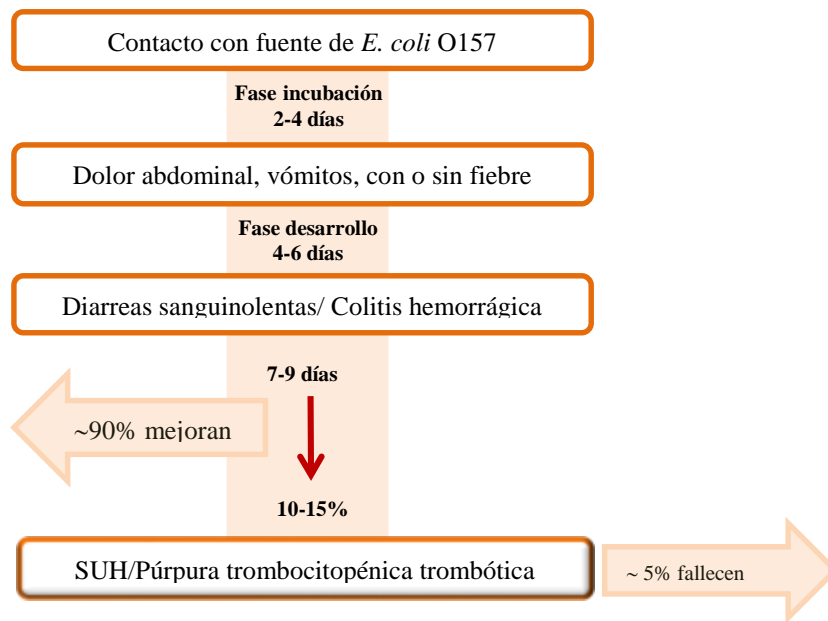 Contacto con fuente de E. coli O157
Fase incubación
2-4 días
Dolor abdominal, vómitos, con o sin fiebre
Fase desarrollo
4-6 días
Diarreas sanguinolentas/ Colitis hemorrágica
7-9 días
~90% mejoran
10-15%
SUH/Púrpura trombocitopénica trombótica
~ 5% fallecen